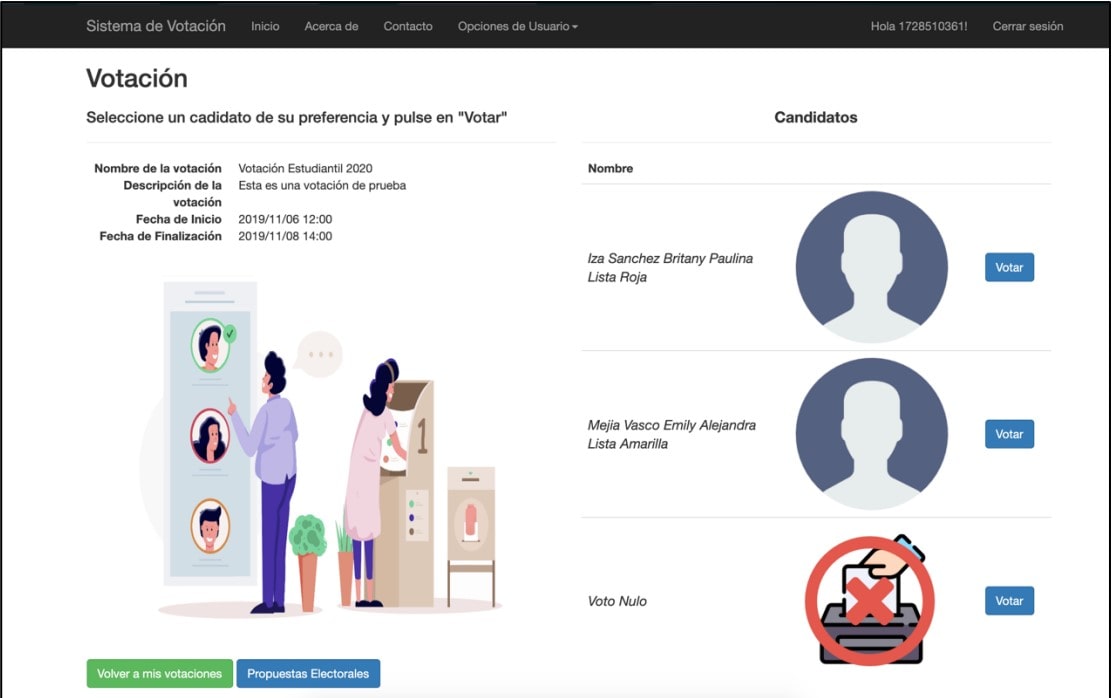 Sistema de Votación Inicio Acerca de Contacto Opciones de Usuario Hola 1728510361! Cerrar sesión
Votación
Seleccione un cadidato de su preferencia y pulse en "Votar"
Nombre de la votación Votación Estudiantil 2020
Descripción de la Esta es una votación de prueba
votación
Fecha de Inicio 2019/11/06 12:00
Fecha de Finalización 2019/11/08 14:00
1
Volver a mis votaciones Propuestas Electorales
Candidatos
Nombre
Iza Sanchez Britany Paulina
Lista Roja
Votar
Mejia Vasco Emily Alejandra
Lista Amarilla
Votar
Voto Nulo
Votar